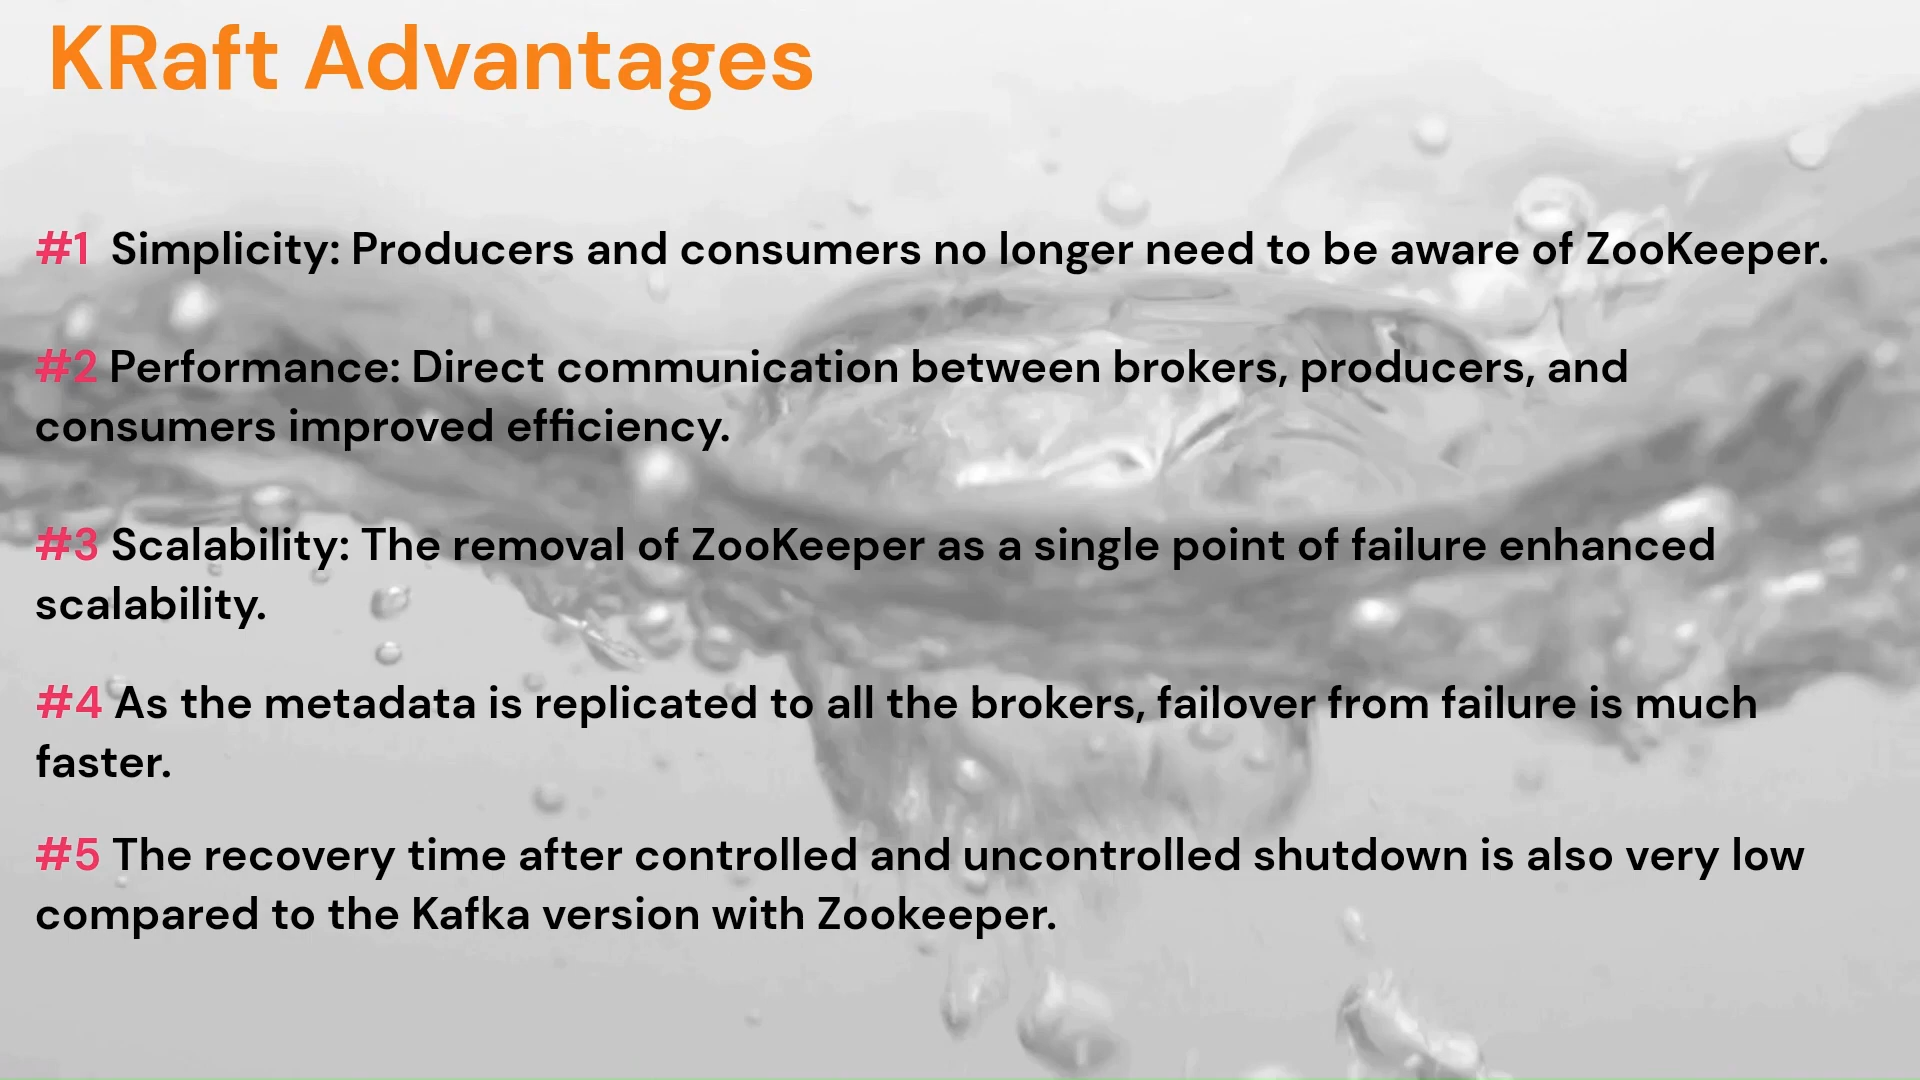 KRaft Advantages
#1 Simplicity: Producers and consumers no longer need to be aware of ZooKeeper.
#2 Performance: Direct communication between brokers, producers, and
consumers improved efficiency.
#3 Scalability: The removal of ZooKeeper as a single point of failure enhanced
scalability.
#4 As the metadata is replicated to all the brokers, failover from failure is much
faster.
#5 The recovery time after controlled and uncontrolled shutdown is also very low
compared to the Kafka version with Zookeeper.